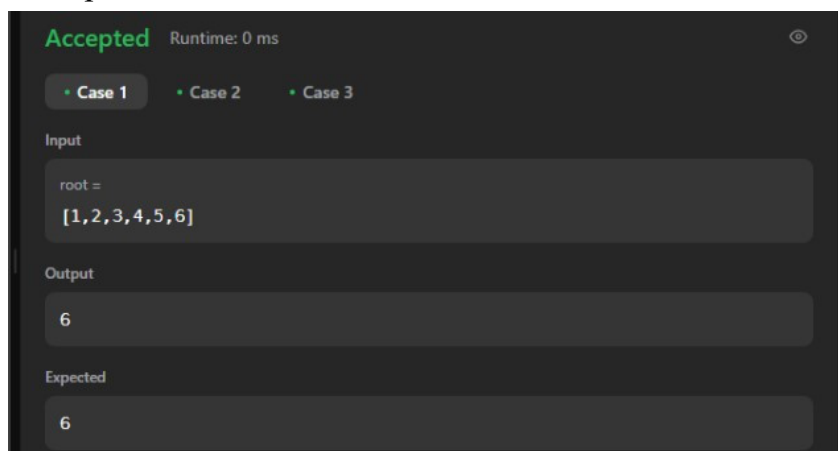 Accepted Runtime: 0 ms
• Case 1 • Case 2 • Case 3
Input
root =
[1,2,3,4,5,6]
Output
6
Expected
6